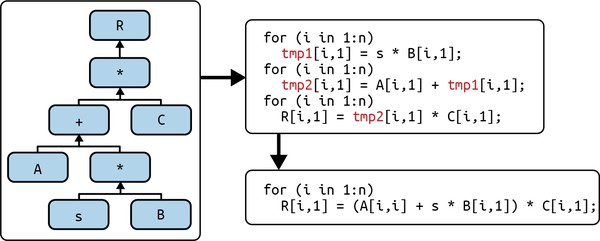 R
*
+
C
A
*
s
B
for (i in 1:n)
tmp1[i,1] = s * B[i,1];
for (i in 1:n)
tmp2[i,1] = A[i,1] + tmp1[i,1];
for (i in 1:n)
R[i,1] = tmp2[i,1] * C[i,1];
for (i in 1:n)
R[i,1] = (A[i,i] + s * B[i,1]) * C[i,1];